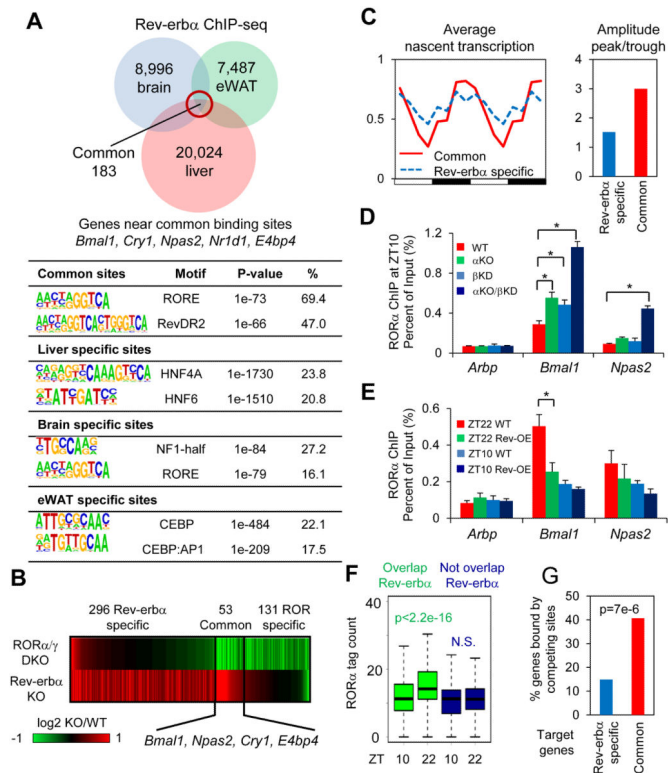 A
Rev-erbα ChIP-seq
8,996
brain
7,487
eWAT
Common
183
20,024
liver
Genes near common binding sites
Bmal1, Cry1, Npas2, Nr1d1, E4bp4
Common sites Motif P-value %
RORE 1e-73 69.4
RevDR2 1e-66 47.0
Liver specific sites
HNF4A 1e-1730 23.8
HNF6 1e-1510 20.8
Brain specific sites
NF1-half 1e-84 27.2
RORE 1e-79 16.1
eWAT specific sites
CEBP 1e-484 22.1
CEBP:AP1 1e-209 17.5
B
296 Rev-erbα
specific
53
Common
131 ROR
specific
RORα/γ
DKO
Rev-erbα
KO
log2 KO/WT
-1 1
Bmal1, Npas2, Cry1, E4bp4
C
Average
nascent transcription
1
0.5
0
Common
Rev-erbα specific
Amplitude
peak/trough
4
3
2
1
0
Rev-erbα
specific
Common
D
RORα ChIP at ZT10
Percent of Input (%)
1.2
0.8
0.4
0.0
WT
αKO
βKD
αKO/βKD
* * * *
Arbp Bmal1 Npas2
E
RORα ChIP
Percent of Input (%)
0.6
0.4
0.2
0
ZT22 WT
ZT22 Rev-OE
ZT10 WT
ZT10 Rev-OE
*
Arbp Bmal1 Npas2
F
Overlap
Rev-erbα
Not overlap
Rev-erbα
RORα tag count
40
20
0
p<2.2e-16
N.S.
ZT 10 22 10 22
G
% genes bound by
competing sites
50
40
30
20
10
0
p=7e-6
Target
genes
Rev-erbα
specific
Common